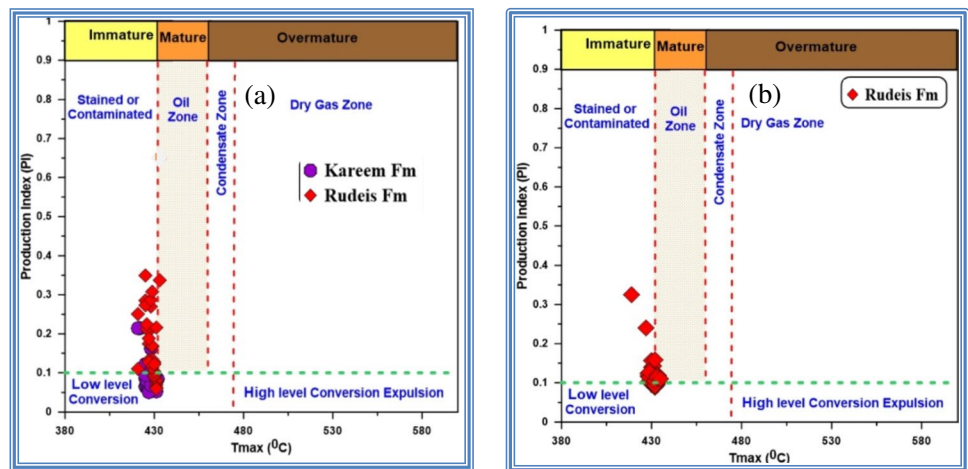 Immature
Mature
Overmature
Production Index (PI)
1
0.9
0.8
0.7
0.6
0.5
0.4
0.3
0.2
0.1
0
Stained or
Contaminated
Oil
Zone
Condensate Zone
(a)
Dry Gas Zone
Kareem Fm
Rudeis Fm
Low level
Conversion
High level Conversion Expulsion
380
430
480
530
580
Tmax (⁰C)
Immature
Mature
Overmature
Production Index (PI)
1
0.9
0.8
0.7
0.6
0.5
0.4
0.3
0.2
0.1
0
Stained or
Contaminated
Oil
Zone
Condensate Zone
(b)
Dry Gas Zone
Rudeis Fm
Low level
Conversion
High level Conversion Expulsion
380
430
480
530
580
Tmax (⁰C)